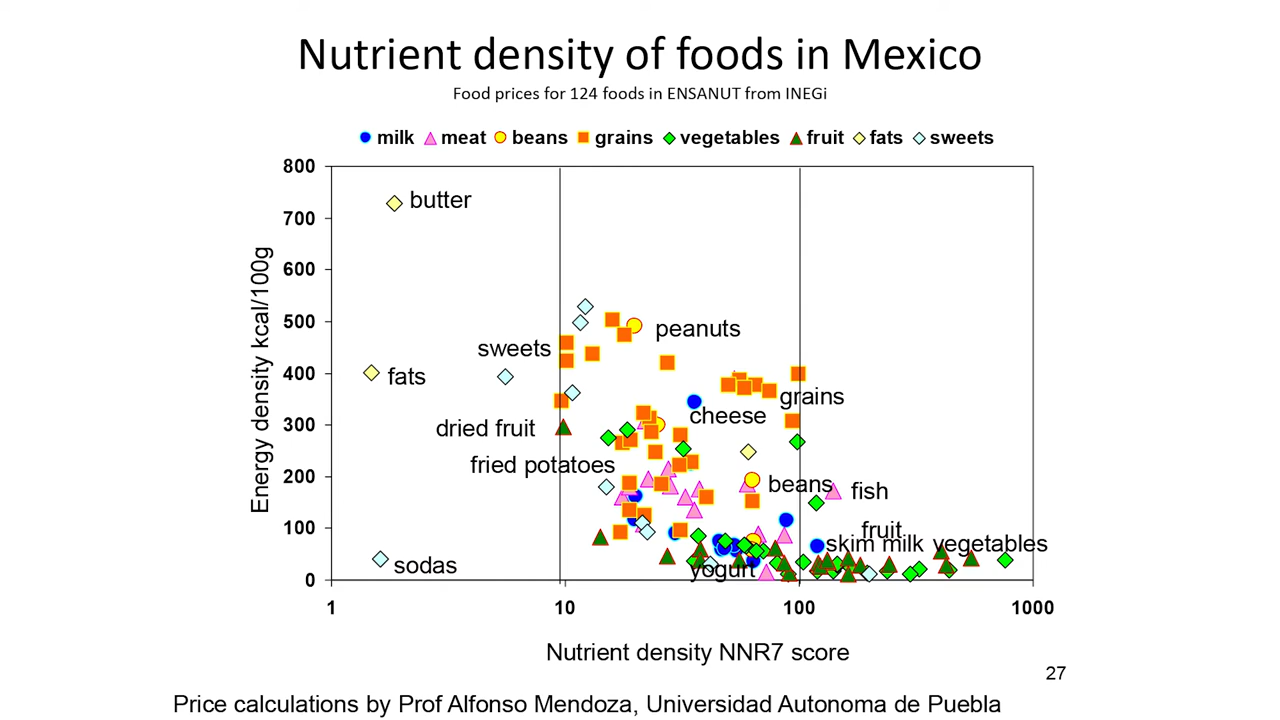 Nutrient density of foods in Mexico
Food prices for 124 foods in ENSANUT from INEGi
milk meat beans grains vegetables fruit fats sweets
Energy density kcal/100g
800
700
600
500
400
300
200
100
0
butter
peanuts
sweets
fats
grains
cheese
dried fruit
fried potatoes
beans
fish
fruit
skim milk vegetables
sodas
yogurt
1 10 100 1000
Nutrient density NNR7 score
27
Price calculations by Prof Alfonso Mendoza, Universidad Autonoma de Puebla